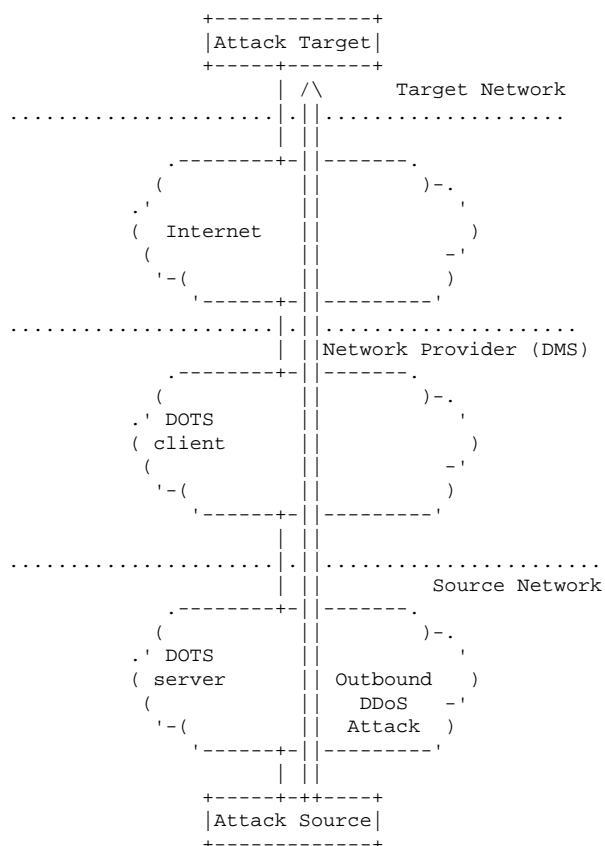 Attack Target
Target Network
Internet
Network Provider (DMS)
DOTS
client
Source Network
DOTS
server Outbound
DDoS
Attack
Attack Source